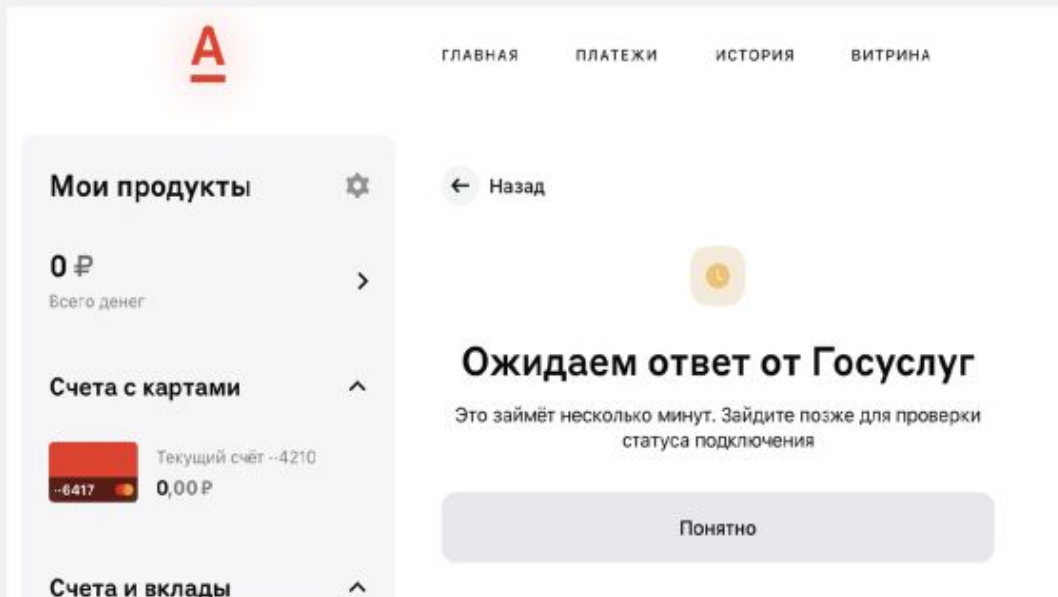 А
ГЛАВНАЯ ПЛАТЕЖИ ИСТОРИЯ ВИТРИНА
Мои продукты
0 ₽
Всего денег
Счета с картами
Текущий счёт ··4210
··6417
0,00 ₽
Счета и вклады
Назад
Ожидаем ответ от Госуслуг
Это займёт несколько минут. Зайдите позже для проверки
статуса подключения
Понятно